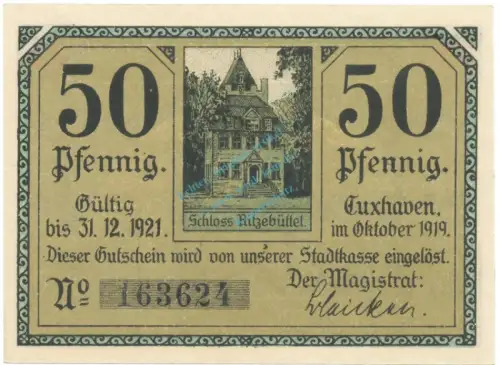 50
Pfennig.
Gültig
bis 31. 12. 1921.
Schloss Ritzebüttel.
50
Pfennig.
Cuxhaven,
im Oktober 1919.
Dieser Gutschein wird von unserer Stadtkasse eingelöst.
Der Magistrat:
No 163624